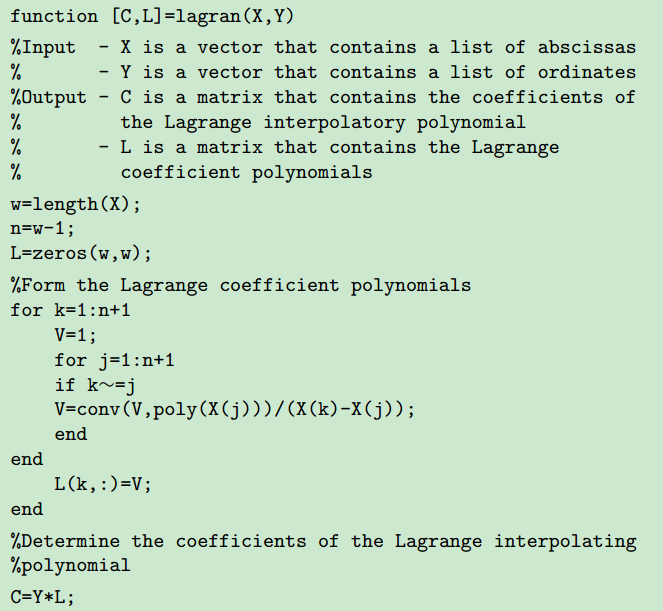 function [C,L]=lagran(X,Y)
%Input  - X is a vector that contains a list of abscissas
%       - Y is a vector that contains a list of ordinates
%Output - C is a matrix that contains the coefficients of
%         the Lagrange interpolatory polynomial
%       - L is a matrix that contains the Lagrange
%         coefficient polynomials
w=length(X);
n=w-1;
L=zeros(w,w);
%Form the Lagrange coefficient polynomials
for k=1:n+1
    V=1;
    for j=1:n+1
    if k~=j
    V=conv(V,poly(X(j)))/(X(k)-X(j));
    end
end
    L(k,:)=V;
end
%Determine the coefficients of the Lagrange interpolating
%polynomial
C=Y*L;